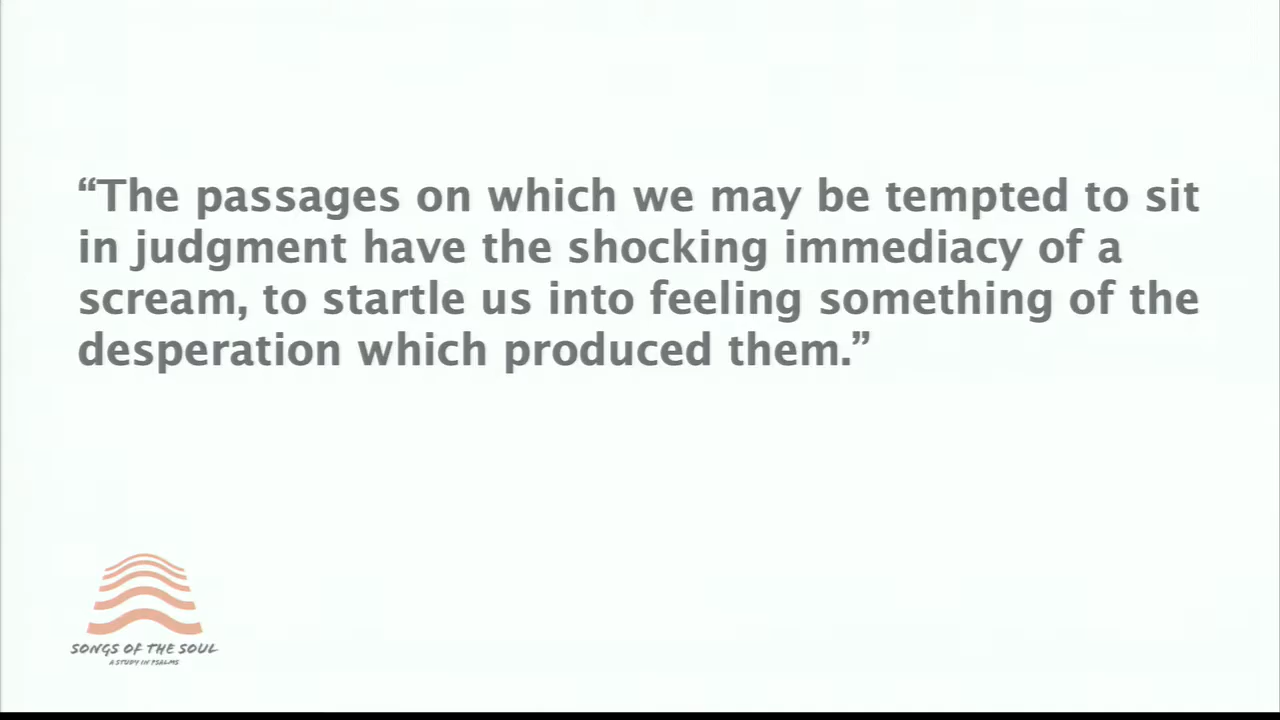 “The passages on which we may be tempted to sit
in judgment have the shocking immediacy of a
scream, to startle us into feeling something of the
desperation which produced them.”
SONGS OF THE SOUL
A STUDY IN PSALMS